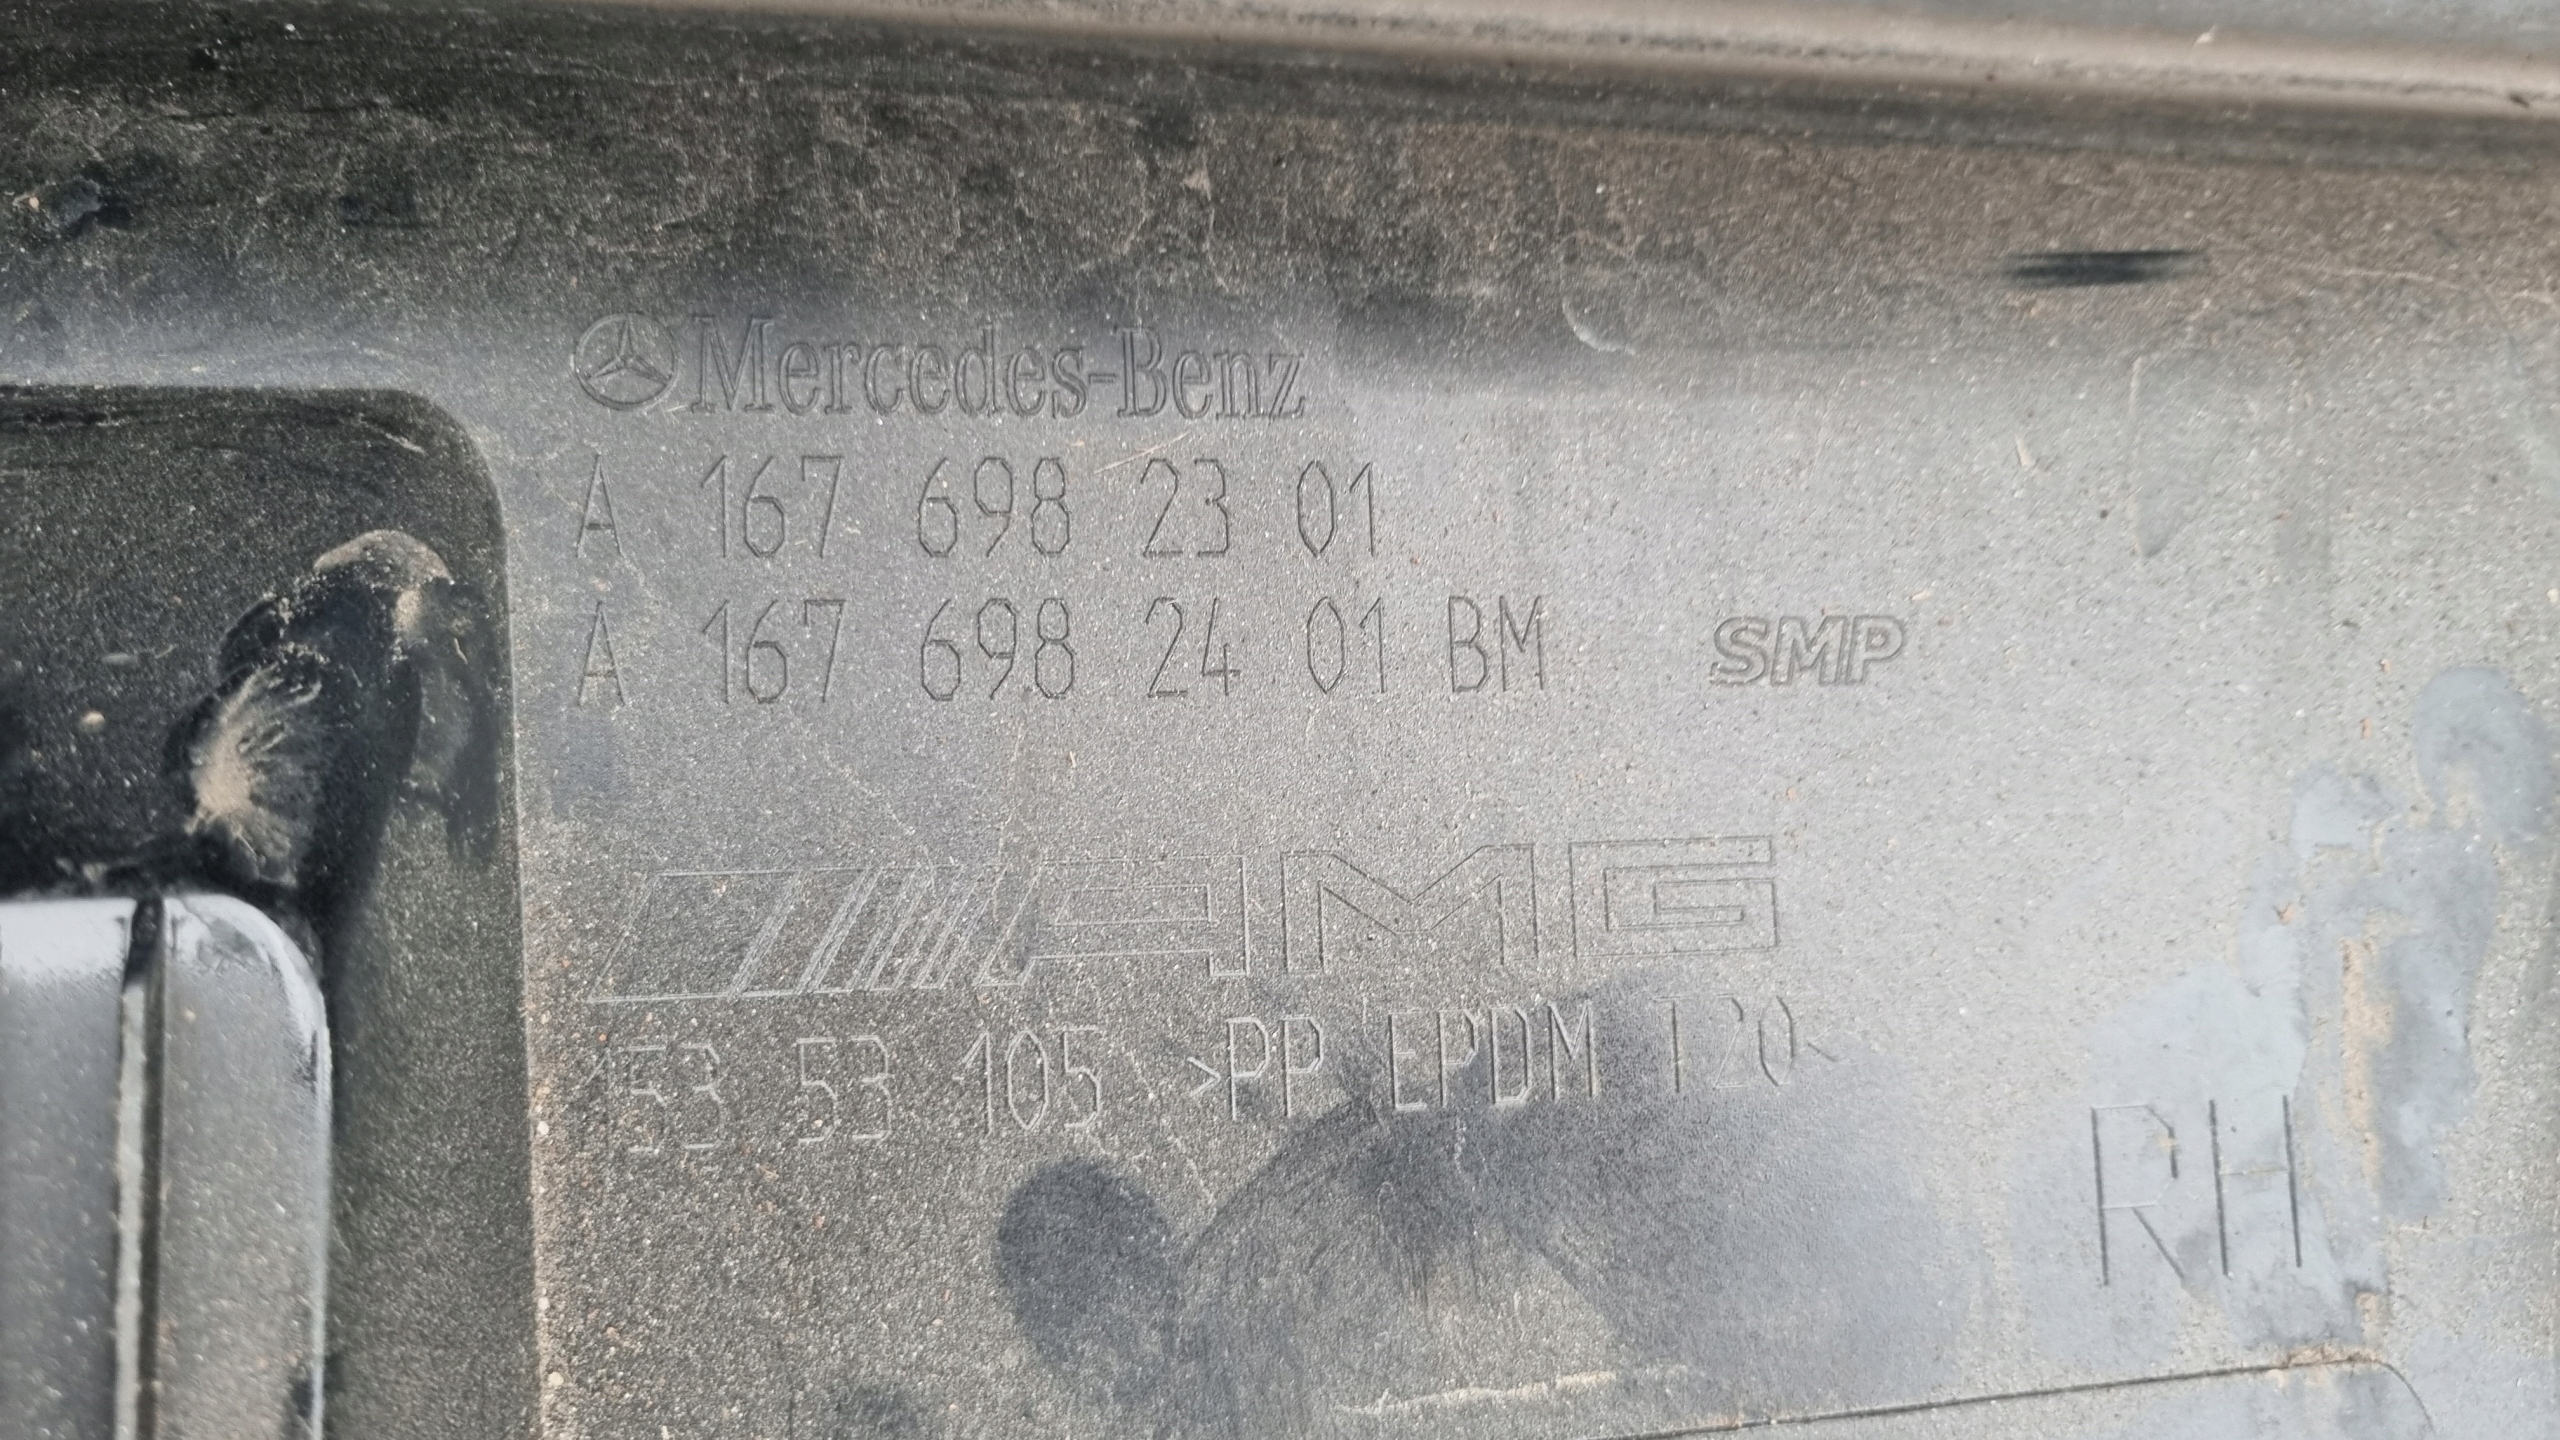 Mercedes-Benz
A 167 698 23 01
A 167 698 24 01 BM
SMP
AMG
153 53 105 >PP EPDM T20<
RH